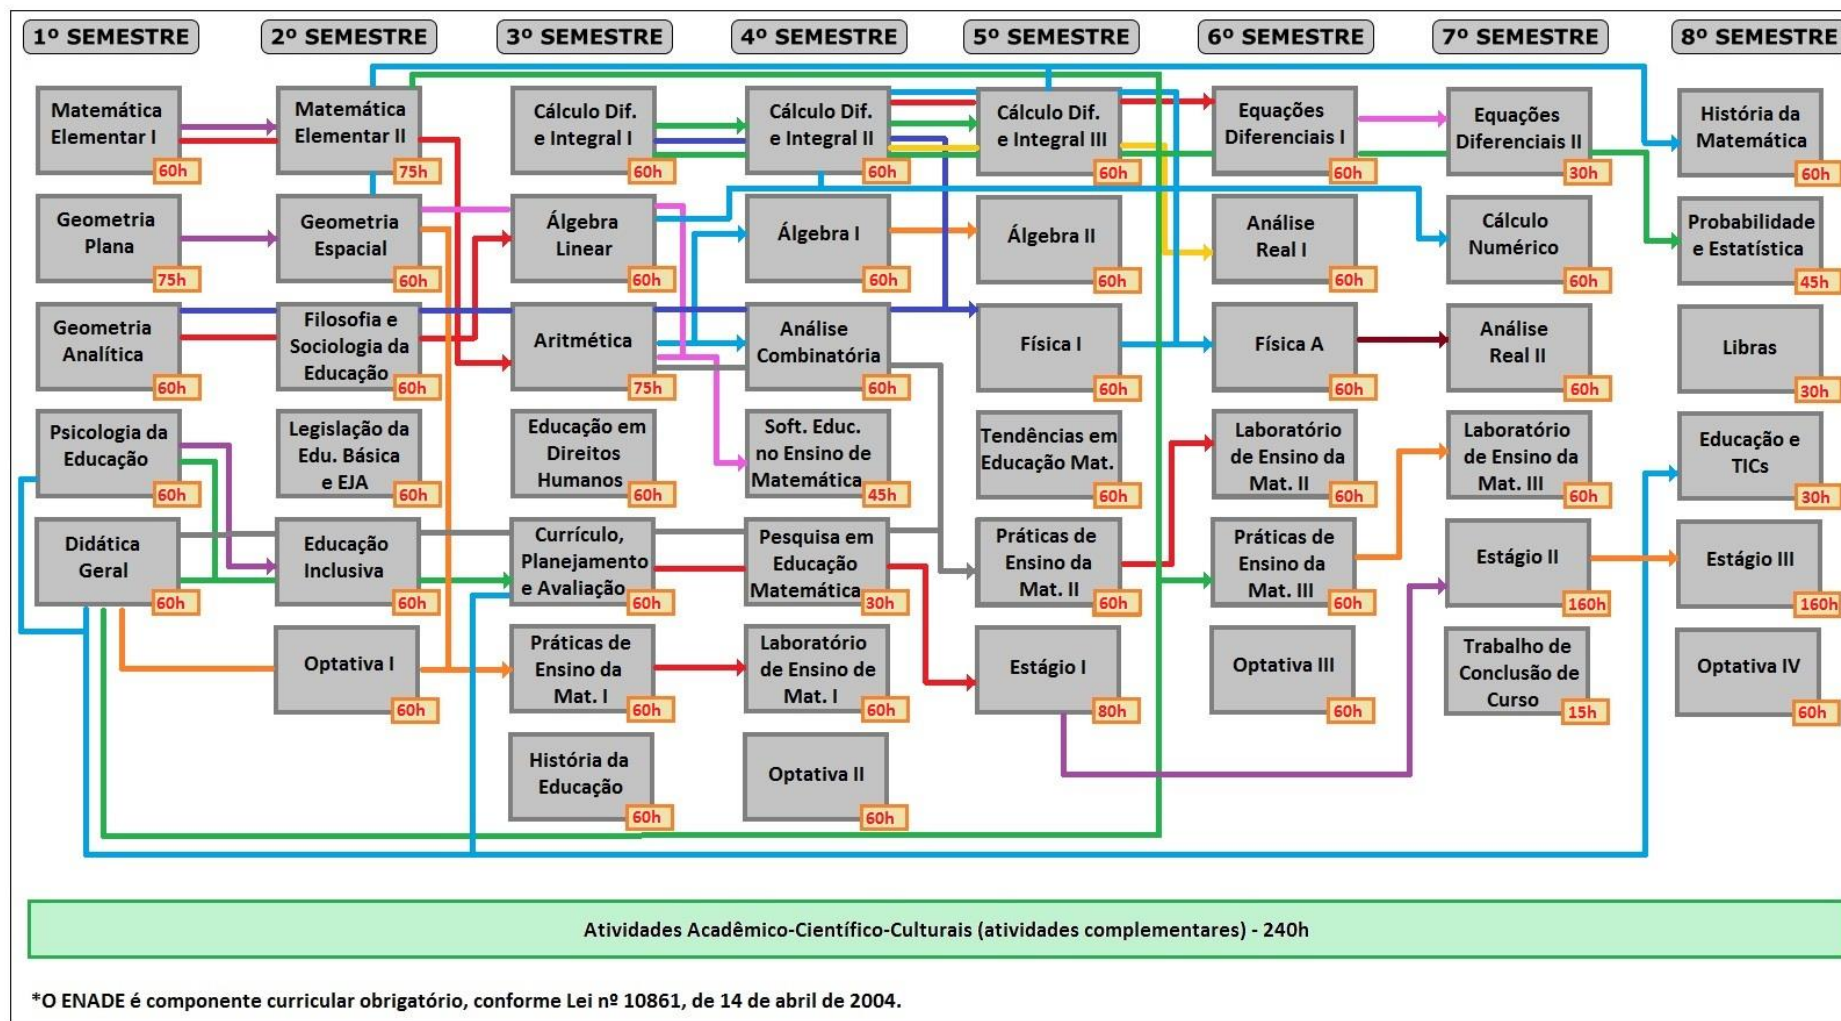 1º SEMESTRE
2º SEMESTRE
3º SEMESTRE
4º SEMESTRE
5º SEMESTRE
6º SEMESTRE
7º SEMESTRE
8º SEMESTRE
Matemática
Elementar I
60h
Matemática
Elementar II
75h
Cálculo Dif.
e Integral I
60h
Cálculo Dif.
e Integral II
60h
Cálculo Dif.
e Integral III
60h
Equações
Diferenciais I
60h
Equações
Diferenciais II
30h
História da
Matemática
60h
Geometria
Plana
75h
Geometria
Espacial
60h
Álgebra
Linear
60h
Álgebra I
60h
Álgebra II
60h
Análise
Real I
60h
Cálculo
Numérico
60h
Probabilidade
e Estatística
45h
Geometria
Analítica
60h
Filosofia e
Sociologia da
Educação
60h
Aritmética
75h
Análise
Combinatória
60h
Física I
60h
Física A
60h
Análise
Real II
60h
Libras
30h
Psicologia da
Educação
60h
Legislação da
Edu. Básica
e EJA
60h
Educação em
Direitos
Humanos
60h
Soft. Educ.
no Ensino de
Matemática
45h
Tendências em
Educação Mat.
60h
Laboratório
de Ensino da
Mat. II
60h
Laboratório
de Ensino da
Mat. III
60h
Educação e
TICs
30h
Didática
Geral
60h
Educação
Inclusiva
60h
Currículo,
Planejamento
e Avaliação
60h
Pesquisa em
Educação
Matemática
30h
Práticas de
Ensino da
Mat. II
60h
Práticas de
Ensino da
Mat. III
60h
Estágio II
160h
Estágio III
160h
Optativa I
60h
Práticas de
Ensino da
Mat. I
60h
Laboratório
de Ensino de
Mat. I
60h
Estágio I
80h
Optativa III
60h
Trabalho de
Conclusão de
Curso
15h
Optativa IV
60h
História da
Educação
60h
Optativa II
60h
Atividades Acadêmico-Científico-Culturais (atividades complementares) - 240h
*O ENADE é componente curricular obrigatório, conforme Lei nº 10861, de 14 de abril de 2004.